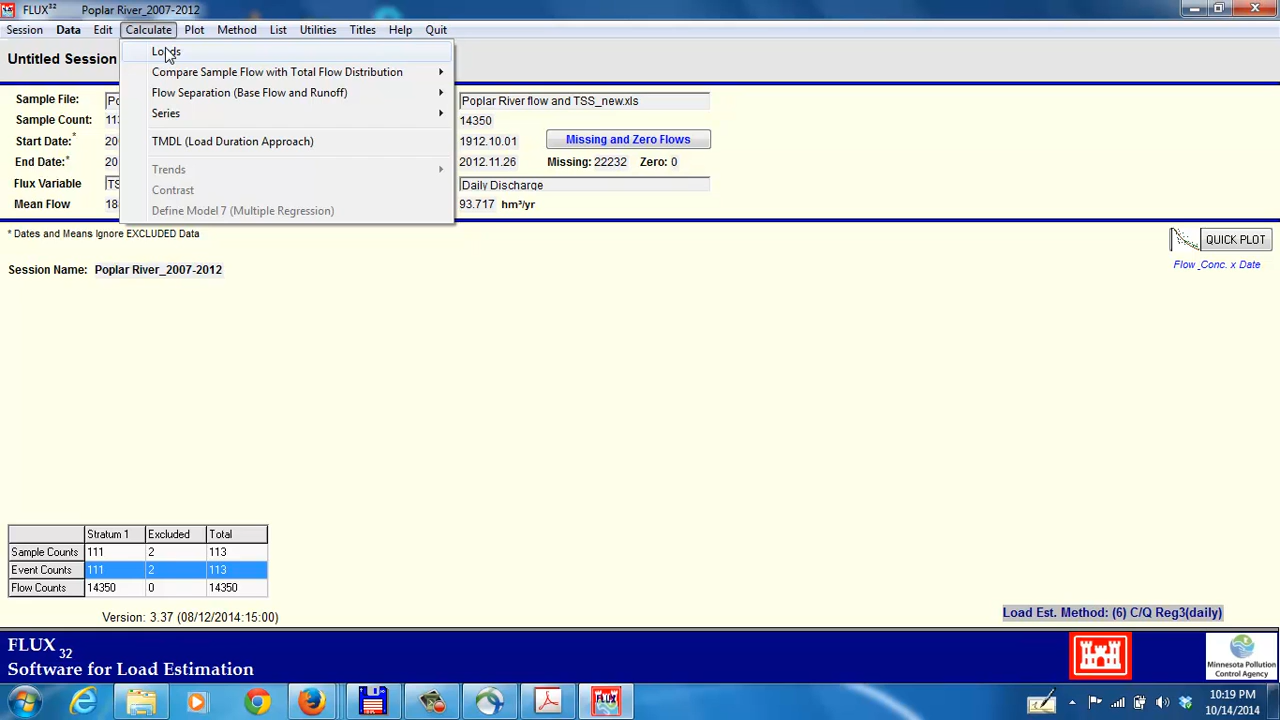 FLUX³² Poplar River_2007-2012
Session Data Edit Calculate Plot Method List Utilities Titles Help Quit
Untitled Session
Loads
Compare Sample Flow with Total Flow Distribution
Flow Separation (Base Flow and Runoff)
Series
TMDL (Load Duration Approach)
Trends
Contrast
Define Model 7 (Multiple Regression)
Sample File: Poplar River flow and TSS_new.xls
Sample Count: 14350
Start Date:* 1912.10.01 Missing and Zero Flows
End Date:* 2012.11.26 Missing: 22232 Zero: 0
Flux Variable Daily Discharge
Mean Flow 93.717 hm³/yr
* Dates and Means Ignore EXCLUDED Data
QUICK PLOT
Flow_Conc. x Date
Session Name: Poplar River_2007-2012
Stratum 1 Excluded Total
Sample Counts 111 2 113
Event Counts 111 2 113
Flow Counts 14350 0 14350
Version: 3.37 (08/12/2014:15:00)
Load Est. Method: (6) C/Q Reg3(daily)
FLUX 32
Software for Load Estimation
Minnesota Pollution
Control Agency
FLUX
10:19 PM
10/14/2014